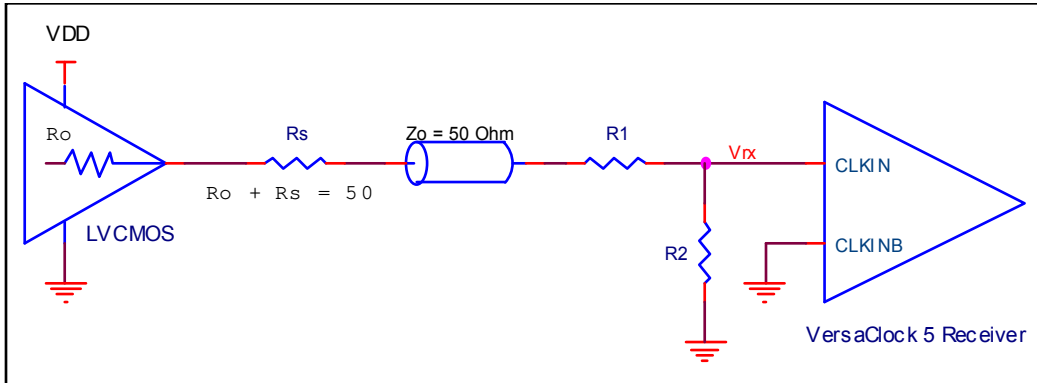 VDD
Ro
Rs
Zo = 50 Ohm
R1
Vrx
CLKIN
Ro + Rs = 50
LVCMOS
R2
CLKINB
VersaClock 5 Receiver